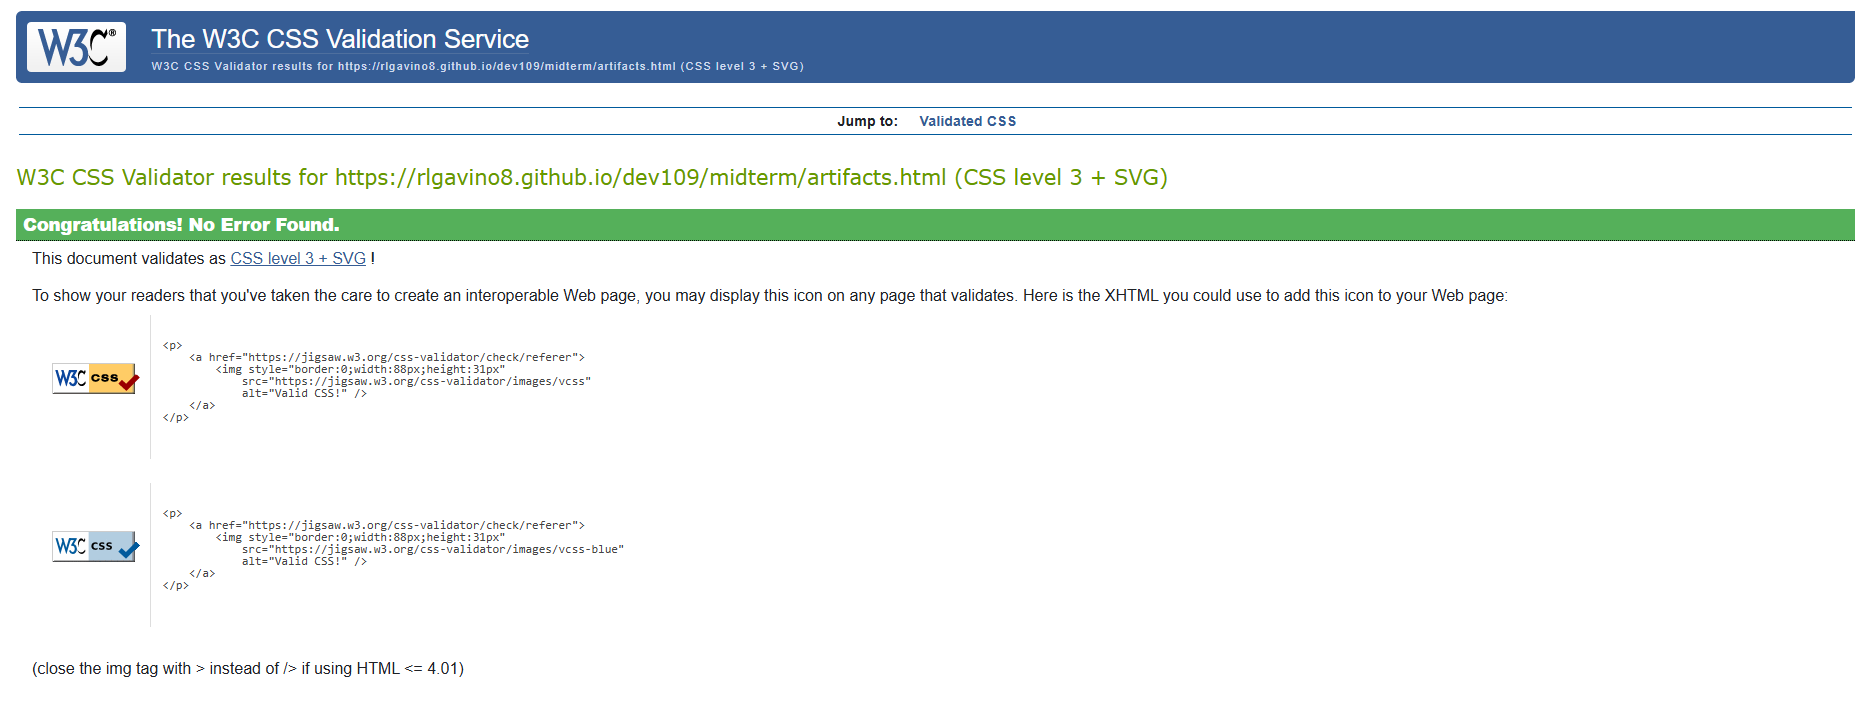 W3C®
The W3C CSS Validation Service
W3C CSS Validator results for https://rlgavino8.github.io/dev109/midterm/artifacts.html (CSS level 3 + SVG)
Jump to: Validated CSS
W3C CSS Validator results for https://rlgavino8.github.io/dev109/midterm/artifacts.html (CSS level 3 + SVG)
Congratulations! No Error Found.
This document validates as CSS level 3 + SVG !
To show your readers that you've taken the care to create an interoperable Web page, you may display this icon on any page that validates. Here is the XHTML you could use to add this icon to your Web page:
W3C css
<p>
    <a href="https://jigsaw.w3.org/css-validator/check/referer">
        <img style="border:0;width:88px;height:31px"
            src="https://jigsaw.w3.org/css-validator/images/vcss"
            alt="Valid CSS!" />
    </a>
</p>
W3C css
<p>
    <a href="https://jigsaw.w3.org/css-validator/check/referer">
        <img style="border:0;width:88px;height:31px"
            src="https://jigsaw.w3.org/css-validator/images/vcss-blue"
            alt="Valid CSS!" />
    </a>
</p>
(close the img tag with > instead of /> if using HTML <= 4.01)